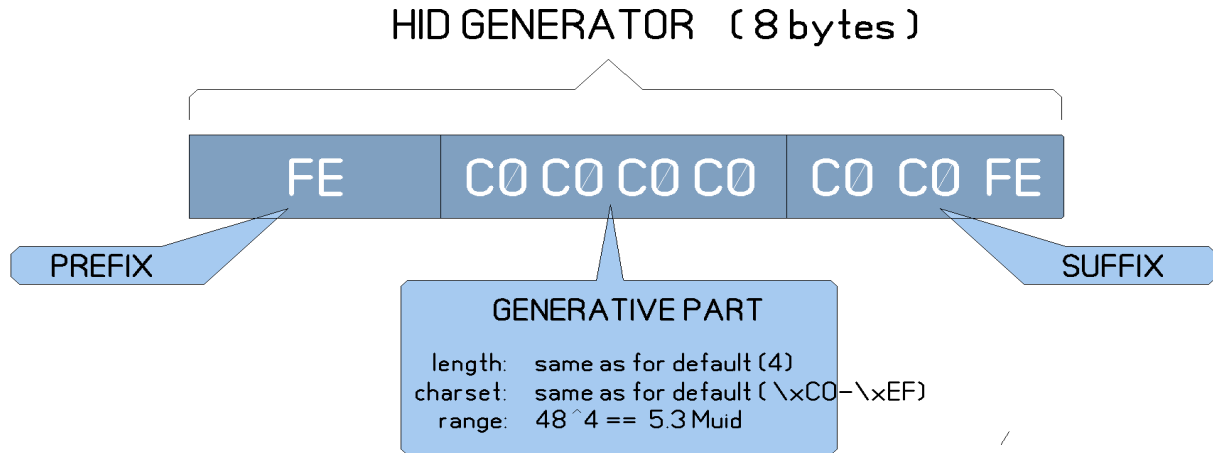 HID GENERATOR ( 8 bytes )
FE C0 C0 C0 C0 C0 C0 FE
PREFIX
SUFFIX
GENERATIVE PART
length: same as for default (4)
charset: same as for default ( \xC0-\xEF)
range: 48^4 == 5.3 Muid